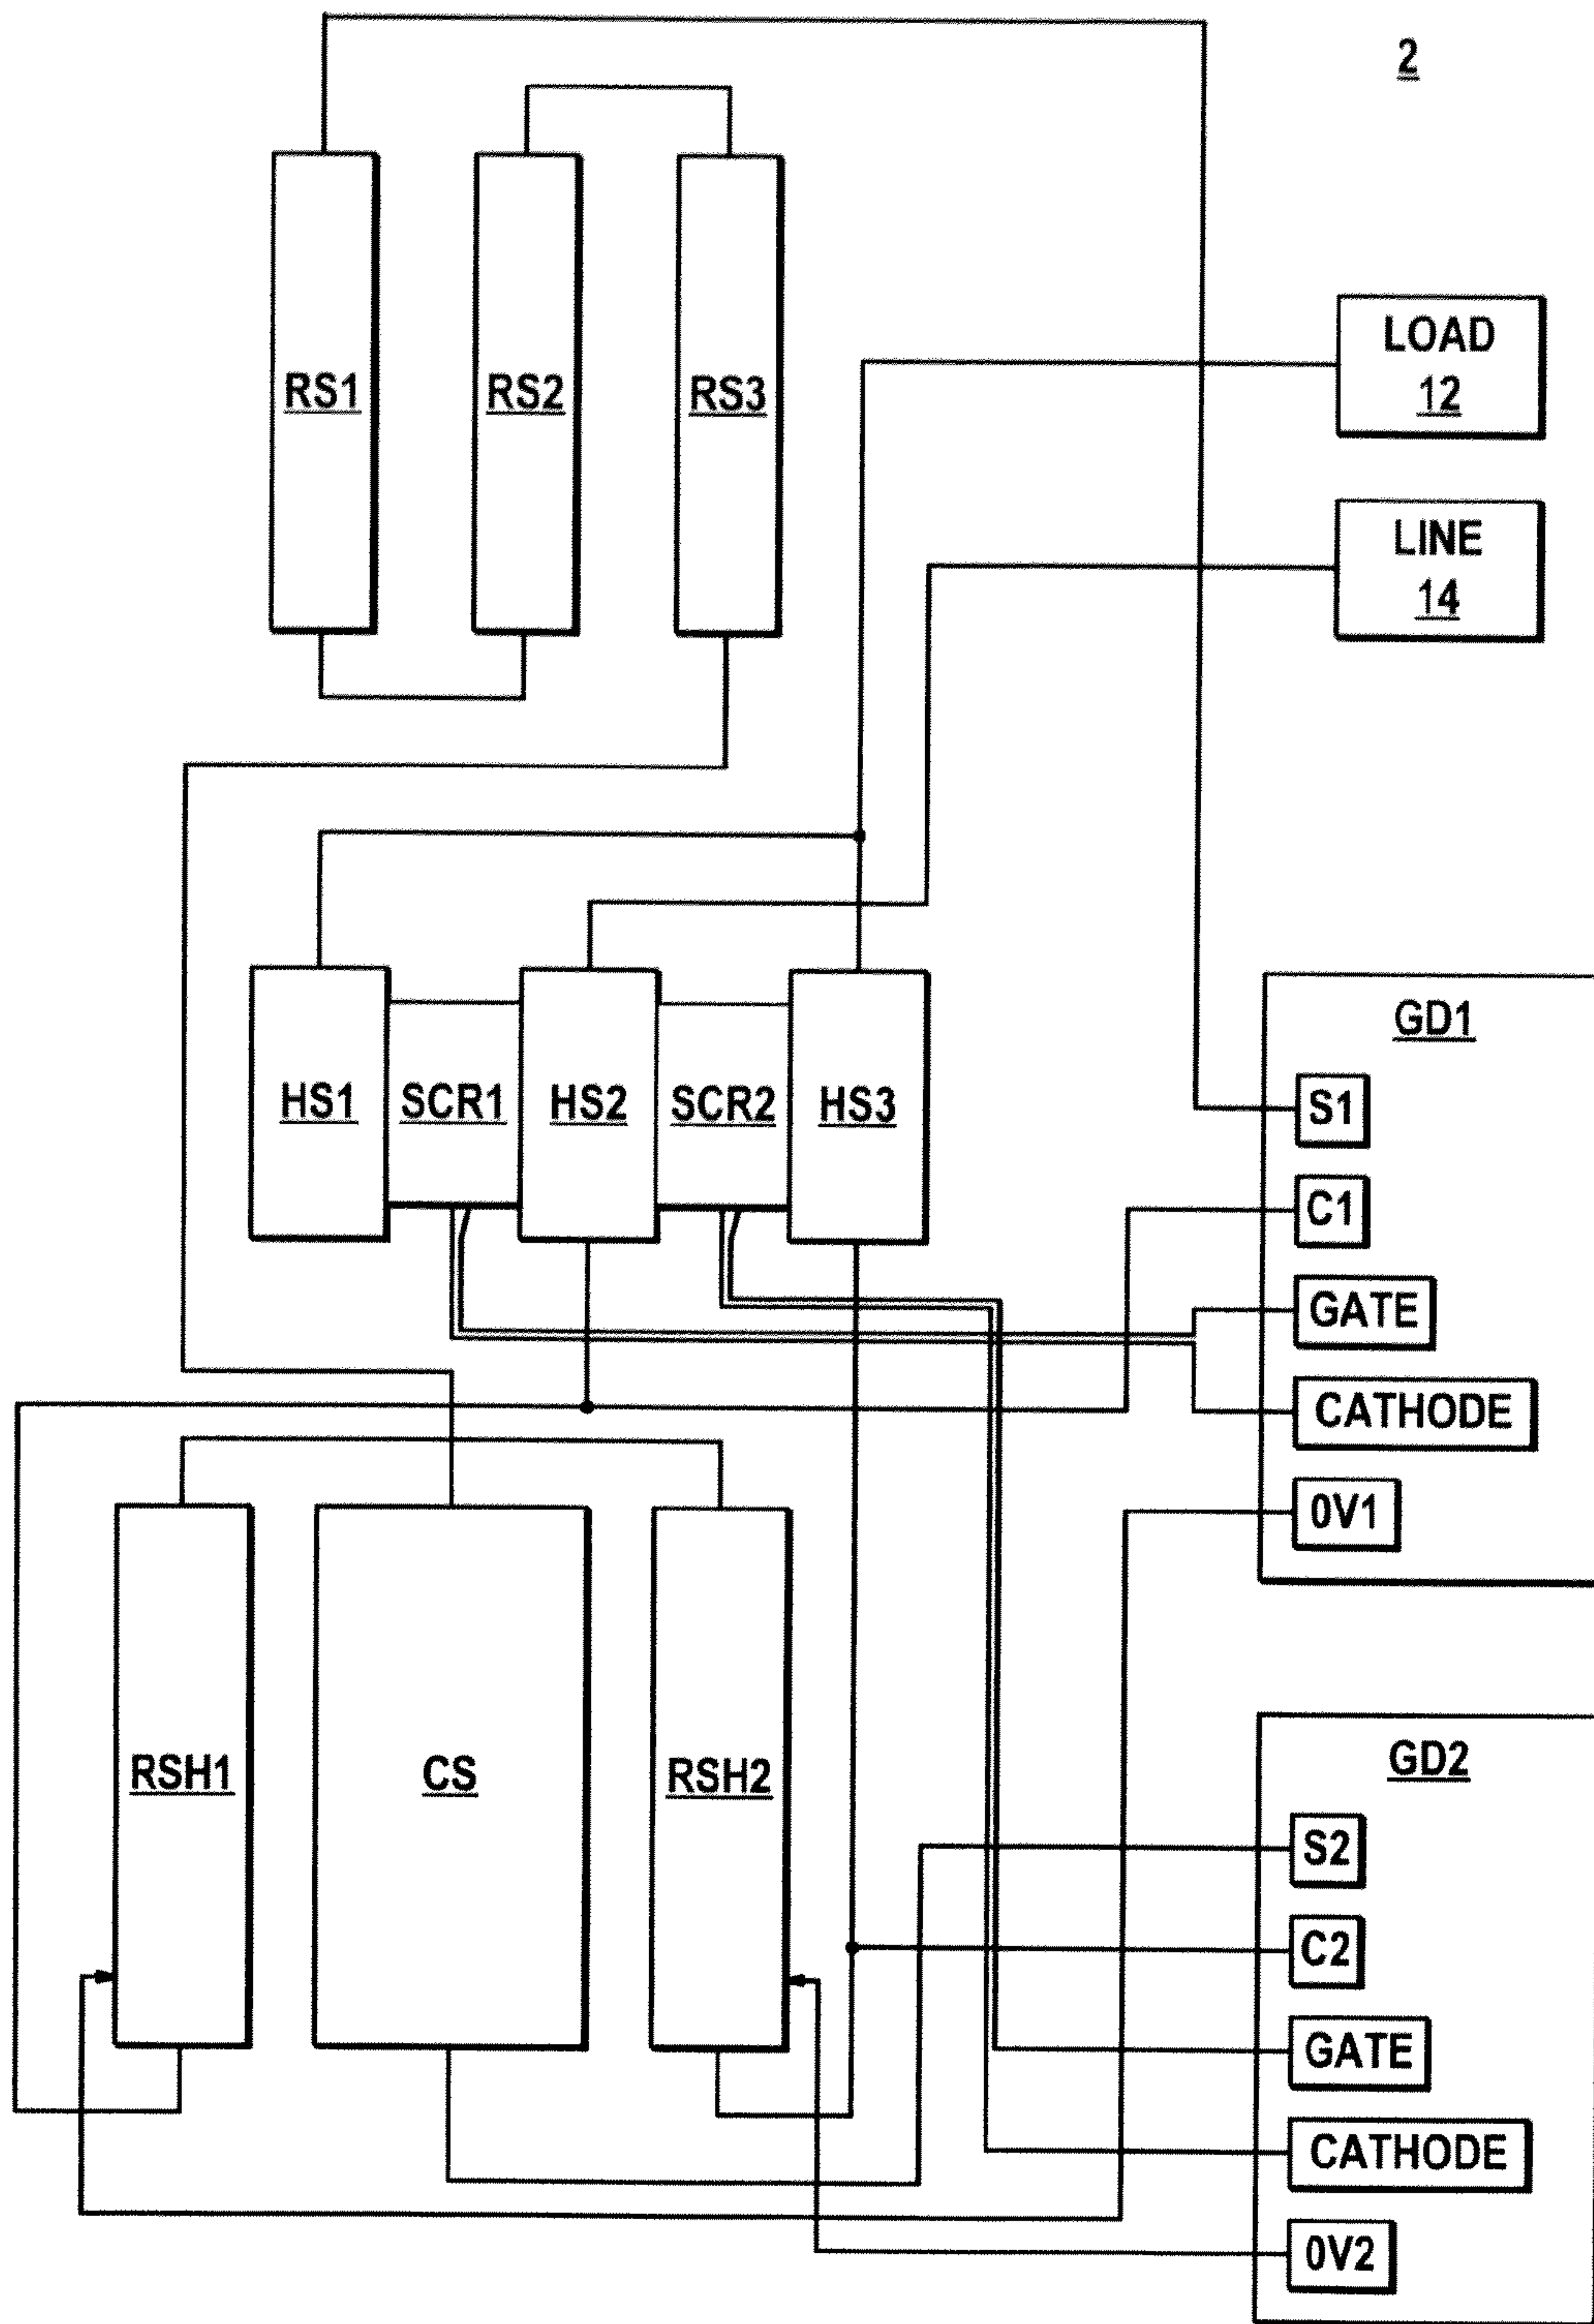 2
RS1
RS2
RS3
LOAD
12
LINE
14
HS1
SCR1
HS2
SCR2
HS3
GD1
S1
C1
GATE
CATHODE
0V1
RSH1
CS
RSH2
GD2
S2
C2
GATE
CATHODE
0V2